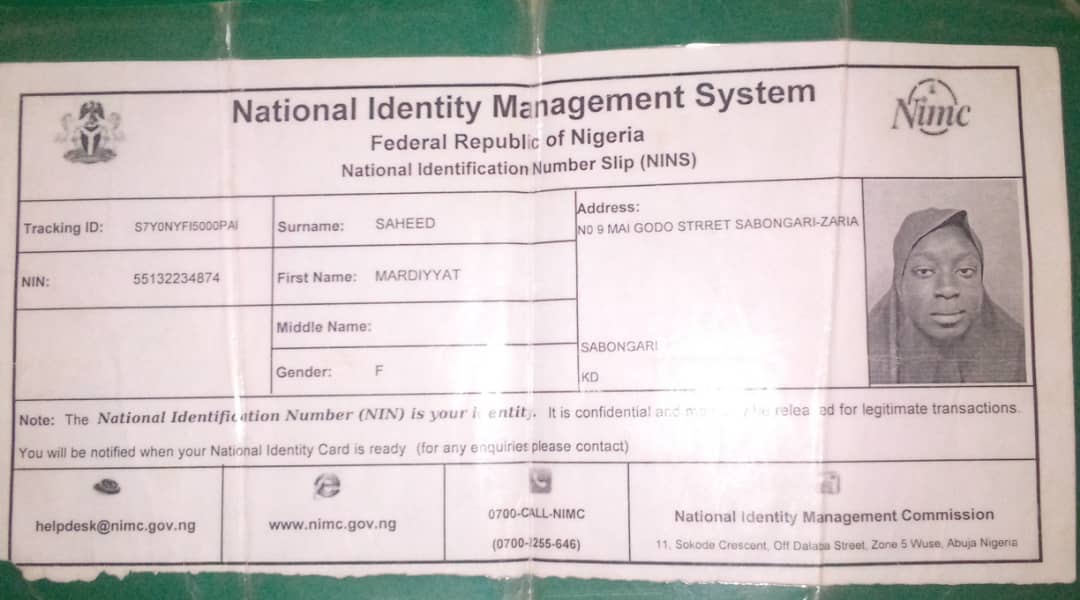 National Identity Management System
Nimc
Federal Republic of Nigeria
National Identification Number Slip (NINS)
Tracking ID: S7Y0NYFI5000PAI
Surname: SAHEED
Address:
N0 9 MAI GODO STRRET SABONGARI-ZARIA
NIN: 55132234874
First Name: MARDIYYAT
Middle Name:
SABONGARI
Gender: F
KD
Note: The National Identification Number (NIN) is your It is confidential and for legitimate transactions.
You will be notified when your National Identity Card is ready (for any enquiries please contact)
helpdesk@nimc.gov.ng
www.nimc.gov.ng
0700-CALL-NIMC
(0700-2255-646)
National Identity Management Commission
11, Sokode Crescent, Off Dalaba Street, Zone 5 Wuse, Abuja Nigeria